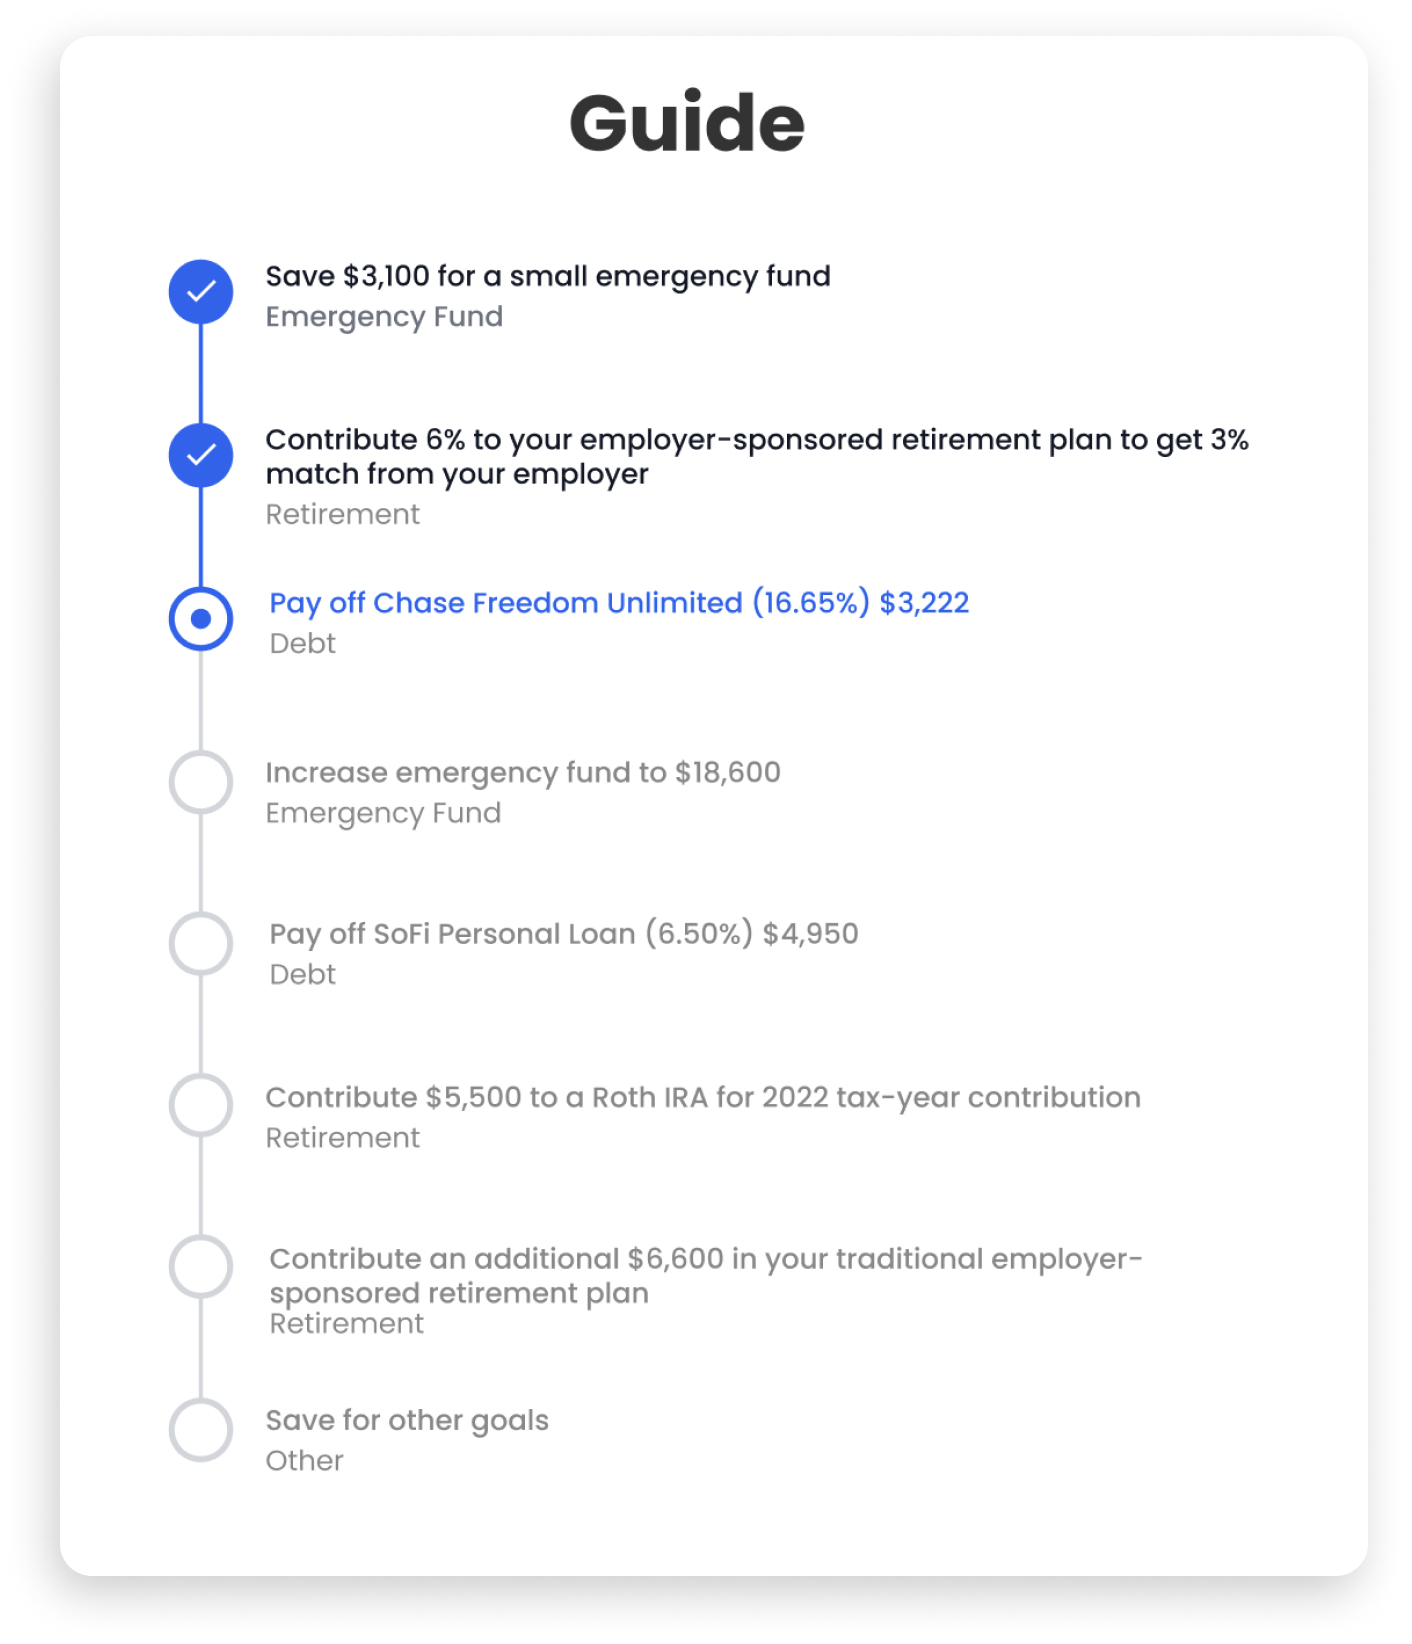 Guide
Save $3,100 for a small emergency fund
Emergency Fund
Contribute 6% to your employer-sponsored retirement plan to get 3%
match from your employer
Retirement
Pay off Chase Freedom Unlimited (16.65%) $3,222
Debt
Increase emergency fund to $18,600
Emergency Fund
Pay off SoFi Personal Loan (6.50%) $4,950
Debt
Contribute $5,500 to a Roth IRA for 2022 tax-year contribution
Retirement
Contribute an additional $6,600 in your traditional employer-
sponsored retirement plan
Retirement
Save for other goals
Other